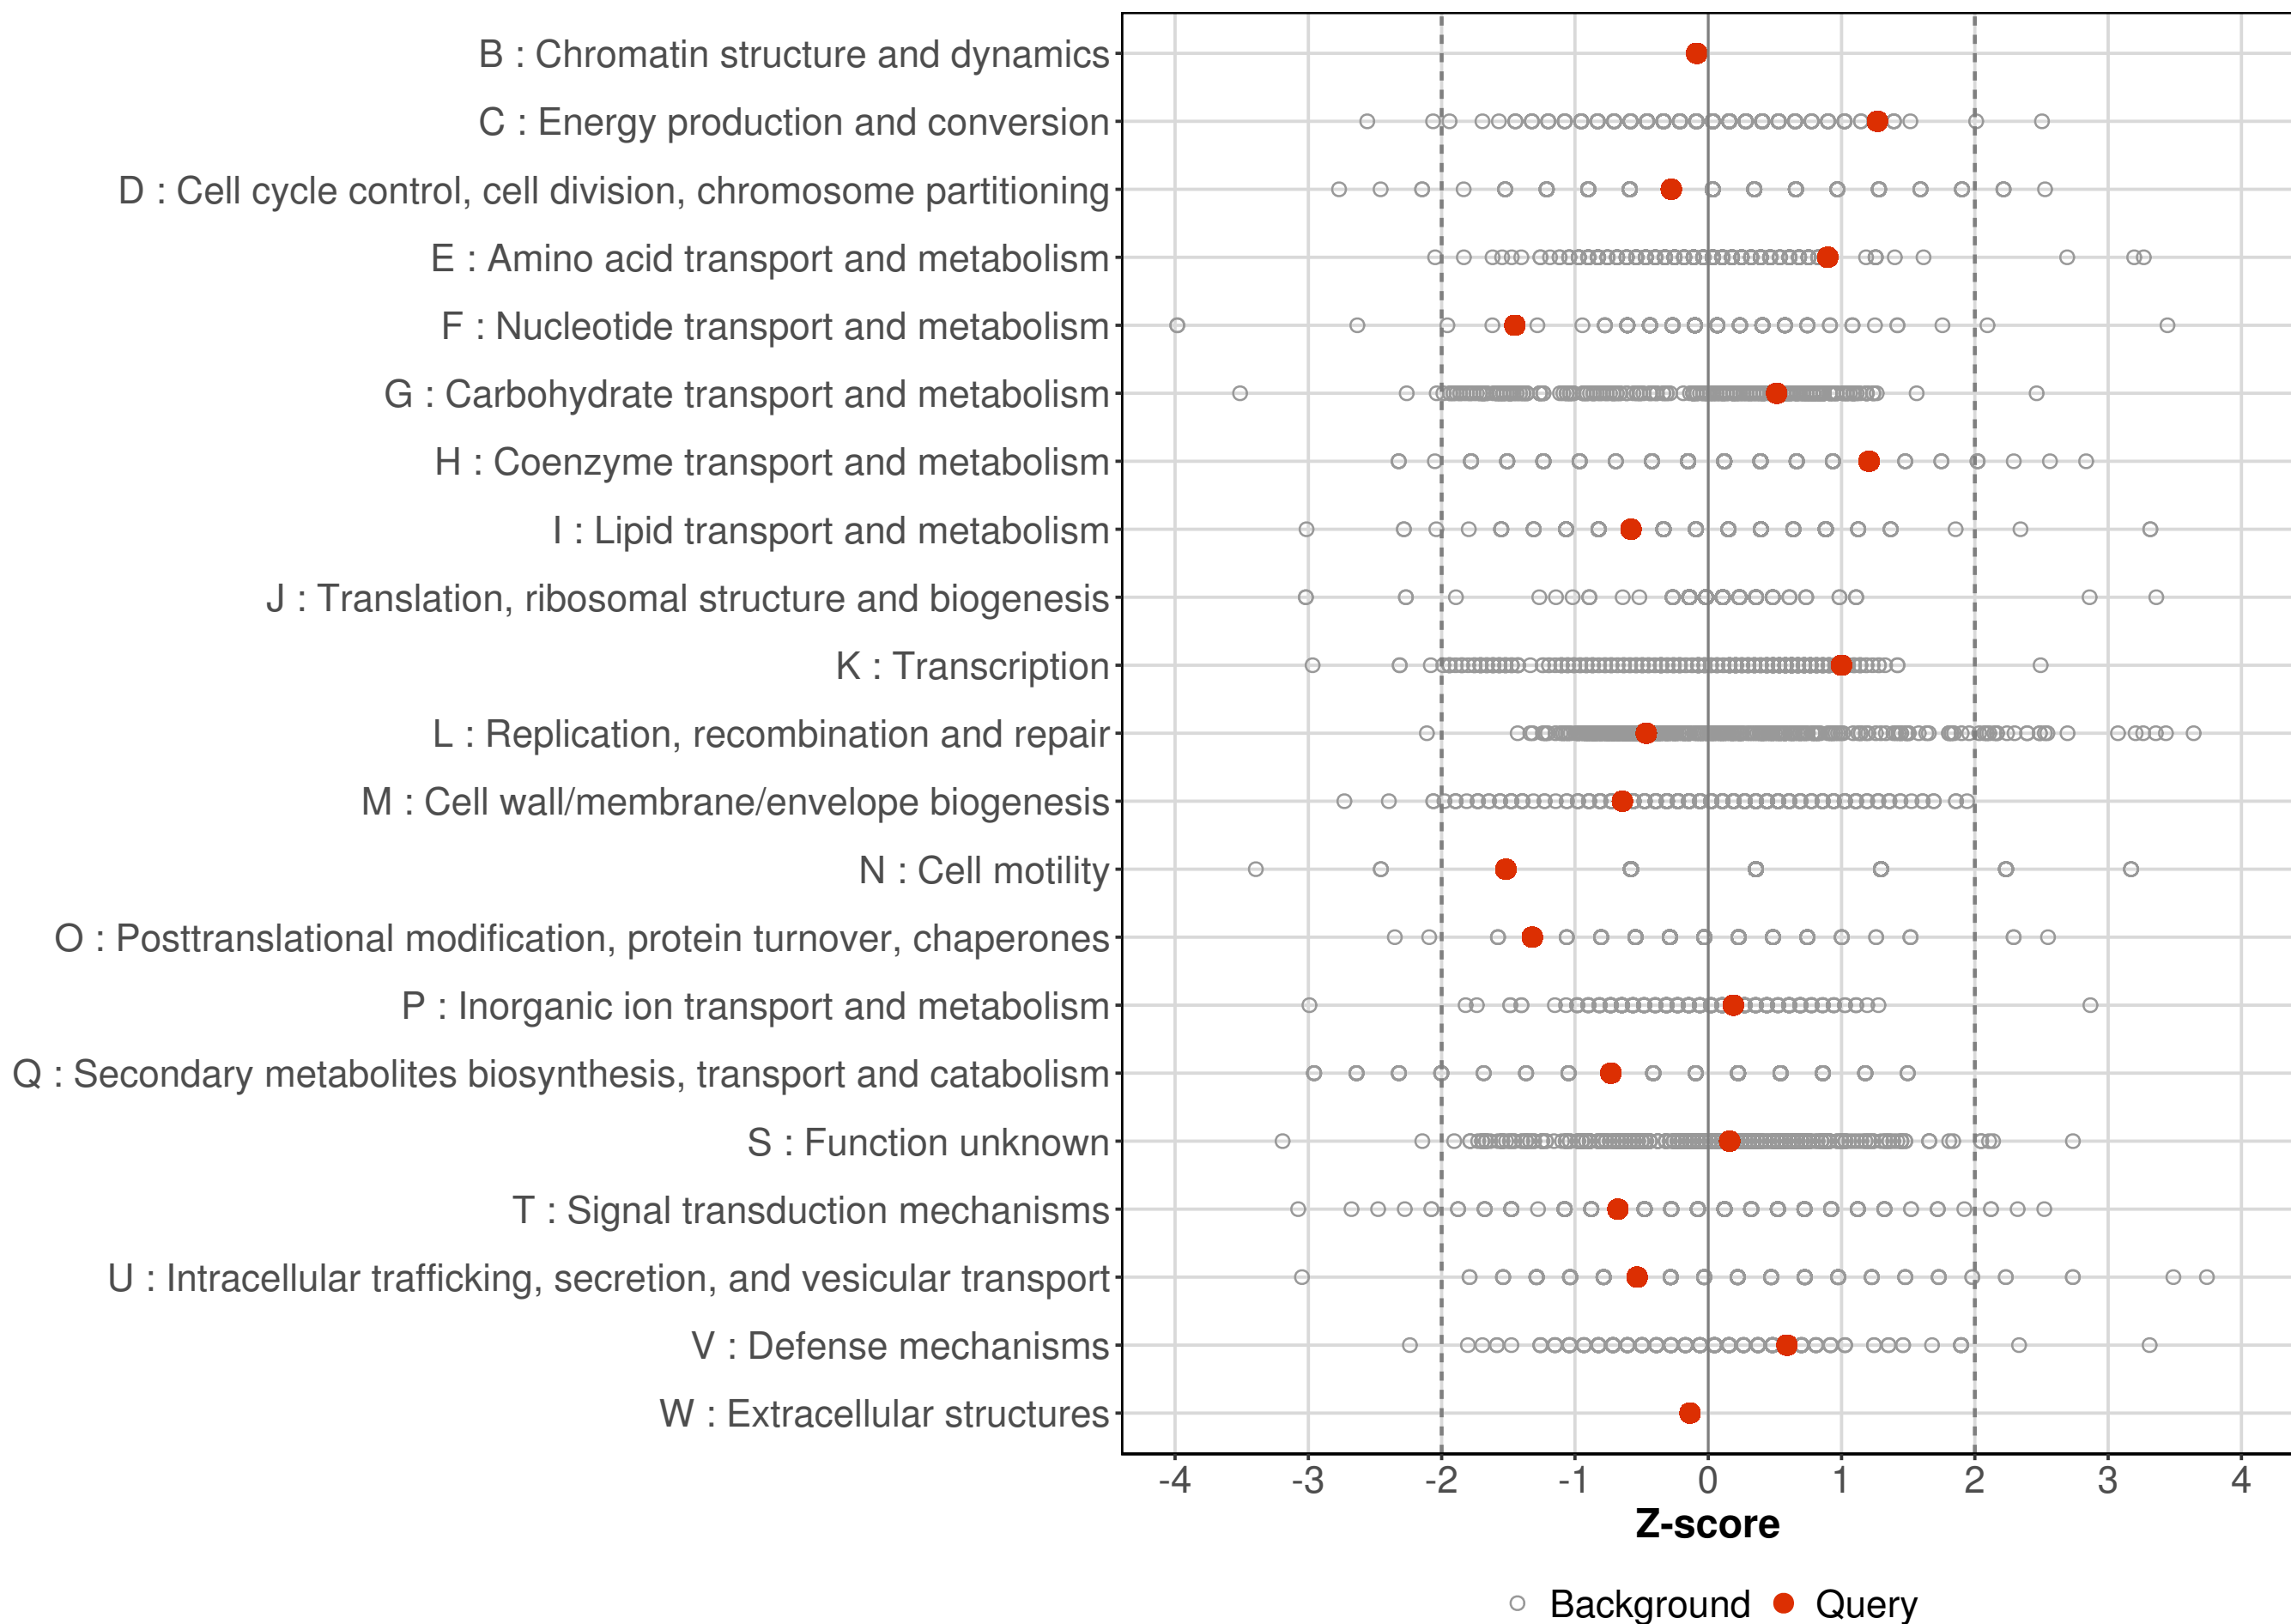 B : Chromatin structure and dynamics
C : Energy production and conversion
D : Cell cycle control, cell division, chromosome partitioning
E : Amino acid transport and metabolism
F : Nucleotide transport and metabolism
G : Carbohydrate transport and metabolism
H : Coenzyme transport and metabolism
I : Lipid transport and metabolism
J : Translation, ribosomal structure and biogenesis
K : Transcription
L : Replication, recombination and repair
M : Cell wall/membrane/envelope biogenesis
N : Cell motility
O : Posttranslational modification, protein turnover, chaperones
P : Inorganic ion transport and metabolism
Q : Secondary metabolites biosynthesis, transport and catabolism
S : Function unknown
T : Signal transduction mechanisms
U : Intracellular trafficking, secretion, and vesicular transport
V : Defense mechanisms
W : Extracellular structures
-4 -3 -2 -1 0 1 2 3 4
Z-score
Background Query